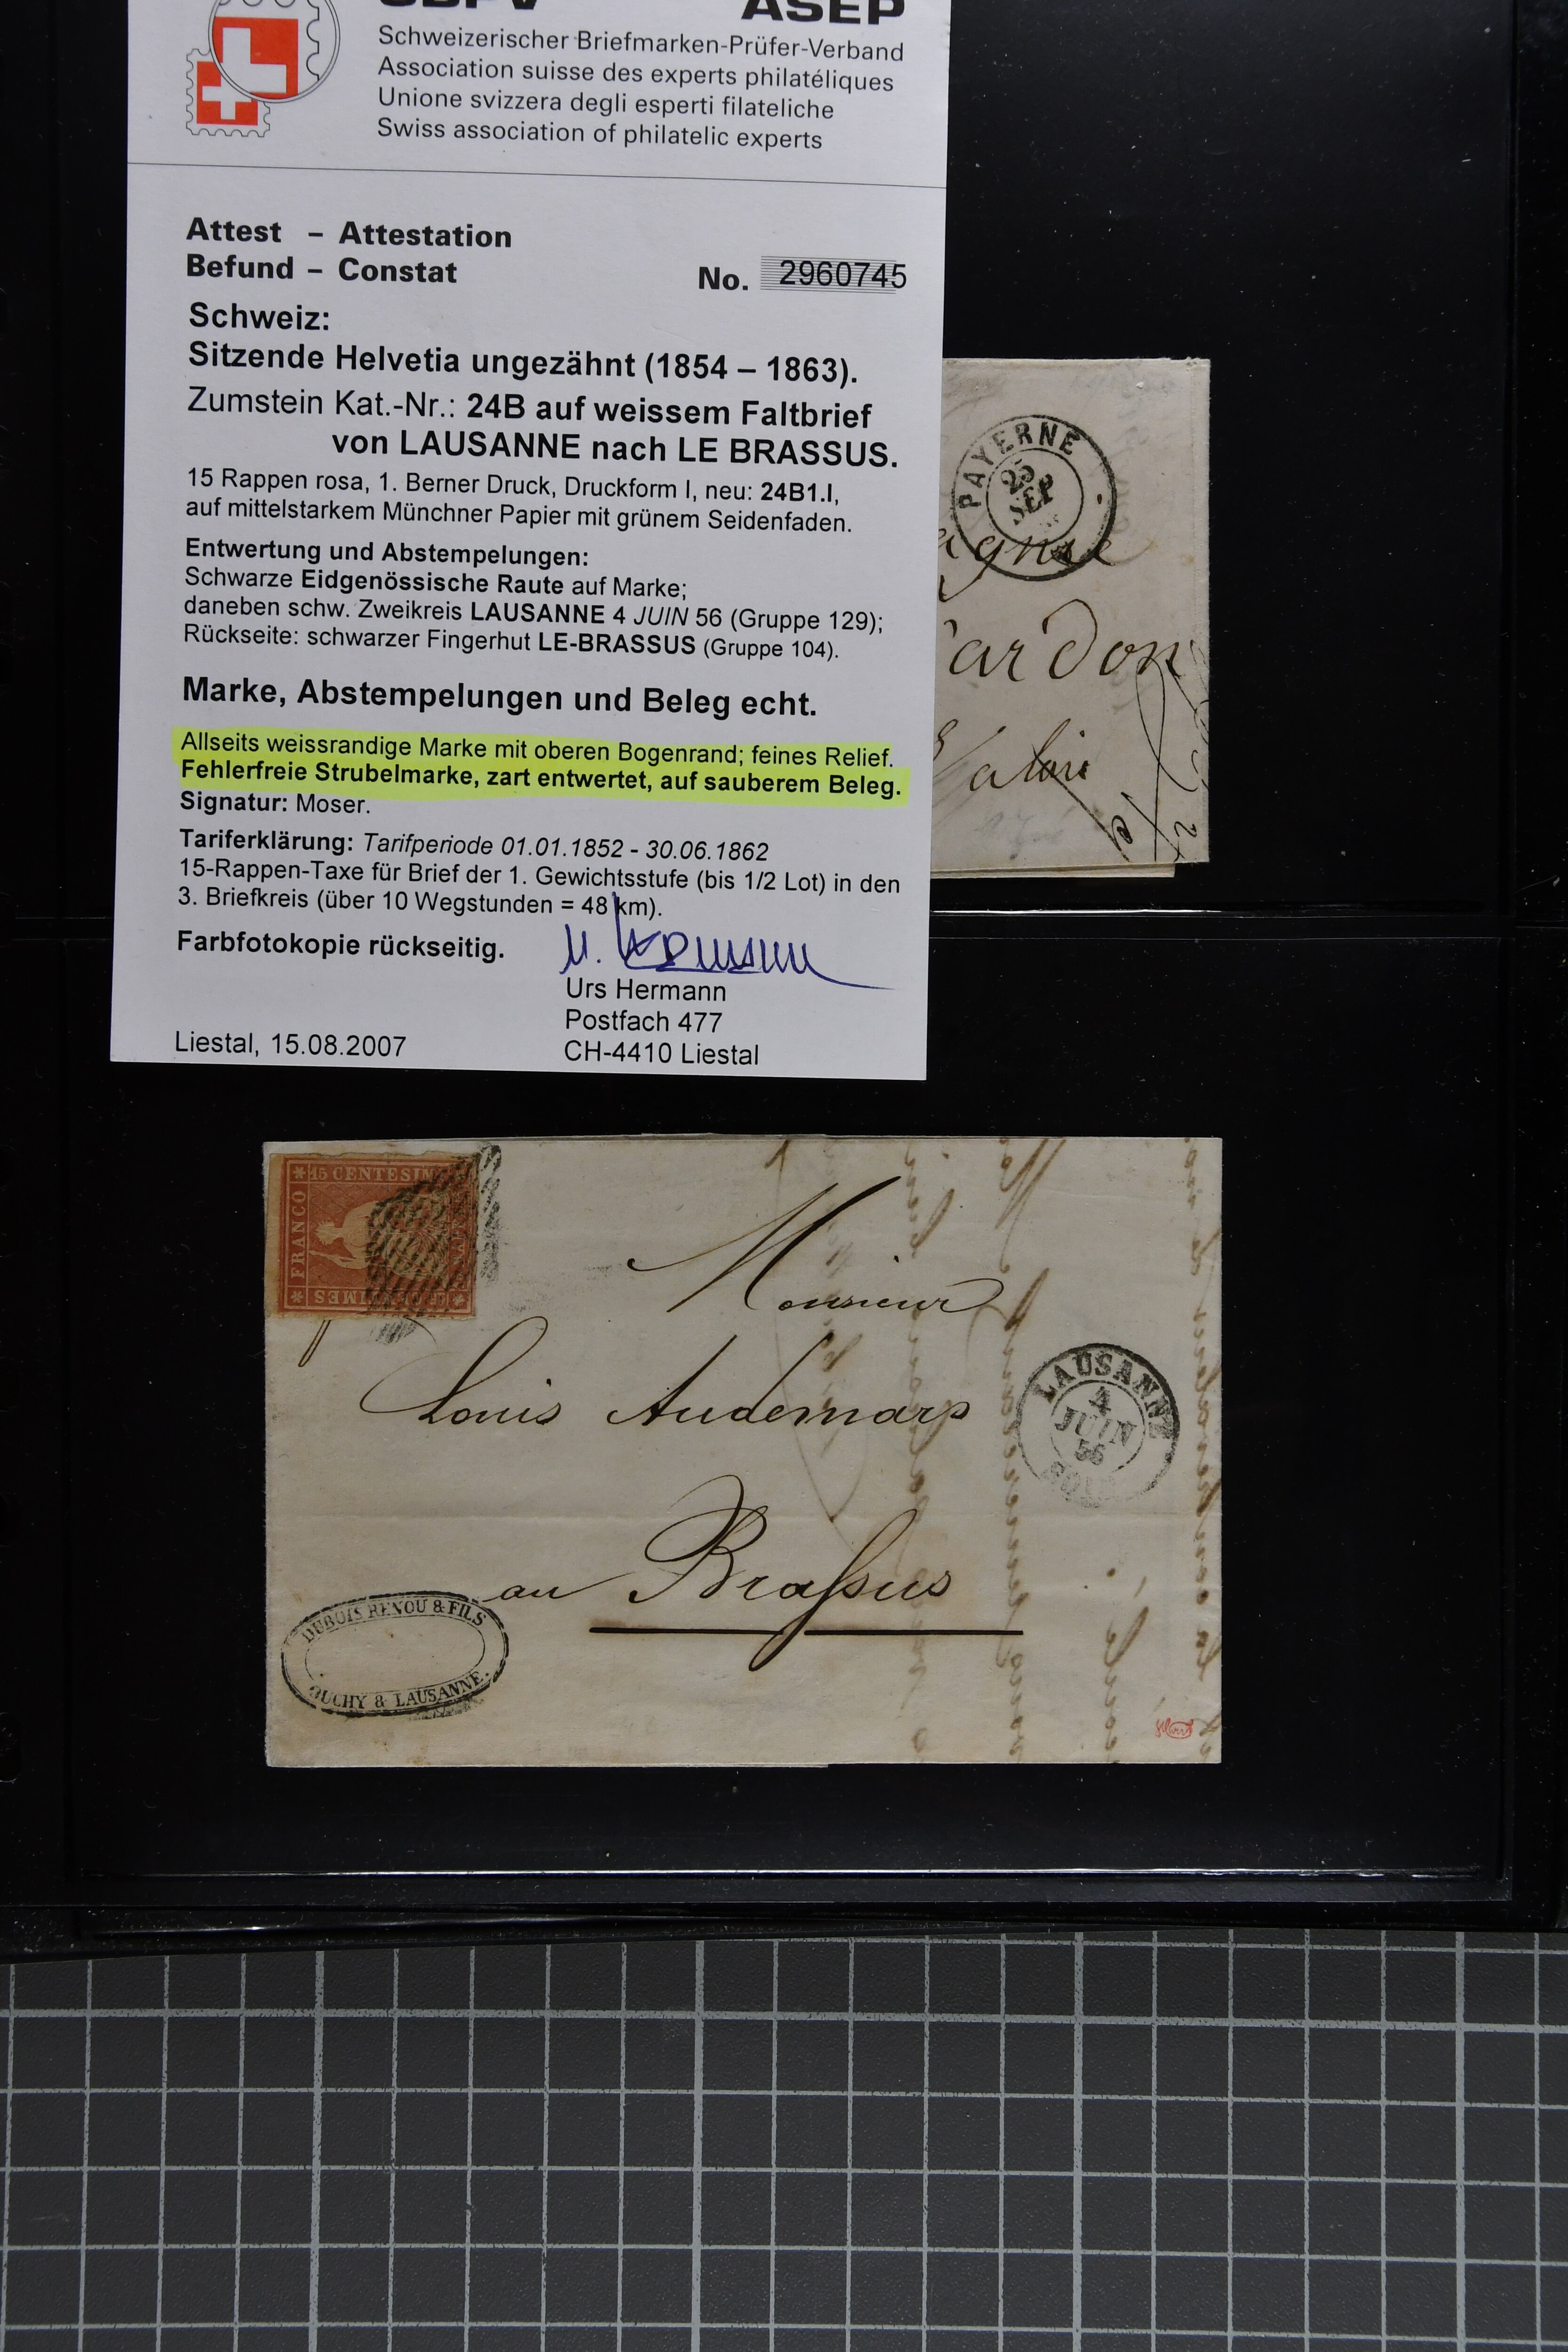 ASEP
Schweizerischer Briefmarken-Prüfer-Verband
Association suisse des experts philatéliques
Unione svizzera degli esperti filateliche
Swiss association of philatelic experts
Attest – Attestation
Befund – Constat
No. 2960745
Schweiz:
Sitzende Helvetia ungezähnt (1854 – 1863).
Zumstein Kat.-Nr.: 24B auf weissem Faltbrief
von LAUSANNE nach LE BRASSUS.
15 Rappen rosa, 1. Berner Druck, Druckform I, neu: 24B1.I,
auf mittelstarkem Münchner Papier mit grünem Seidenfaden.
Entwertung und Abstempelungen:
Schwarze Eidgenössische Raute auf Marke;
daneben schw. Zweikreis LAUSANNE 4 JUIN 56 (Gruppe 129);
Rückseite: schwarzer Fingerhut LE-BRASSUS (Gruppe 104).
Marke, Abstempelungen und Beleg echt.
Allseits weissrandige Marke mit oberen Bogenrand; feines Relief.
Fehlerfreie Strubelmarke, zart entwertet, auf sauberem Beleg.
Signatur: Moser.
Tariferklärung: Tarifperiode 01.01.1852 - 30.06.1862
15-Rappen-Taxe für Brief der 1. Gewichtsstufe (bis 1/2 Lot) in den
3. Briefkreis (über 10 Wegstunden = 48 km).
Farbfotokopie rückseitig.
Urs Hermann
Postfach 477
CH-4410 Liestal
Liestal, 15.08.2007
PAYERNE
25
SEP
15 CENTESIM
FRANCO
Monsieur
Louis Audemars
au Brassus
LAUSANNE
4
JUIN
56
DUBOIS RENOU & FILS
OUCHY & LAUSANNE.